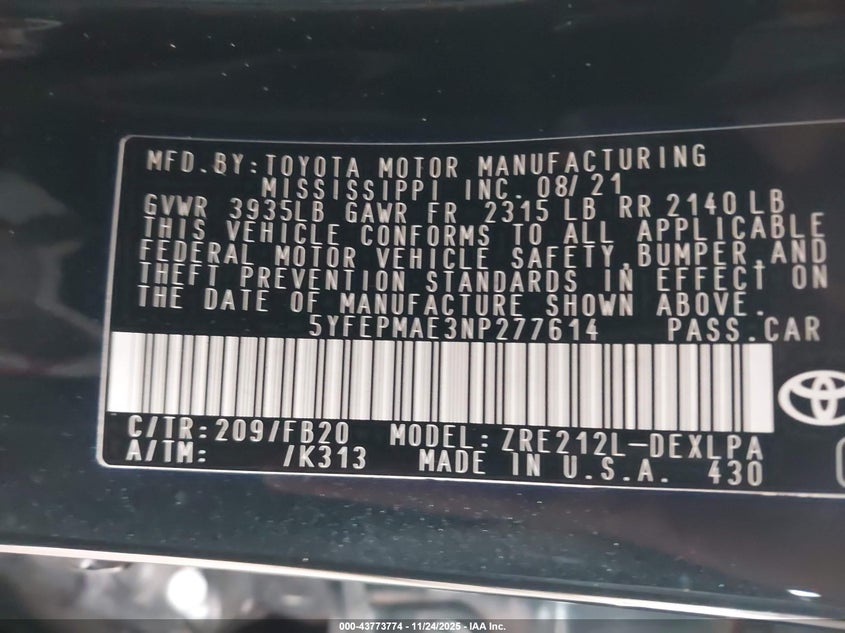 MFD.BY:TOYOTA MOTOR MANUFACTURING
MISSISSIPPI INC. 08/21
GVWR 3935LB GAWR FR 2315 LB RR 2140 LB
THIS VEHICLE CONFORMS TO ALL APPLICABLE
FEDERAL MOTOR VEHICLE SAFETY,BUMPER,AND
THEFT PREVENTION STANDARDS IN EFFECT ON
THE DATE OF MANUFACTURE SHOWN ABOVE.
5YFEPMAE3NP277614 PASS.CAR
C/TR:209/FB20 MODEL:ZRE212L-DEXLPA
A/TM: /K313 MADE IN U.S.A. 430
000-43773774 - 11/24/2025 - IAA Inc.